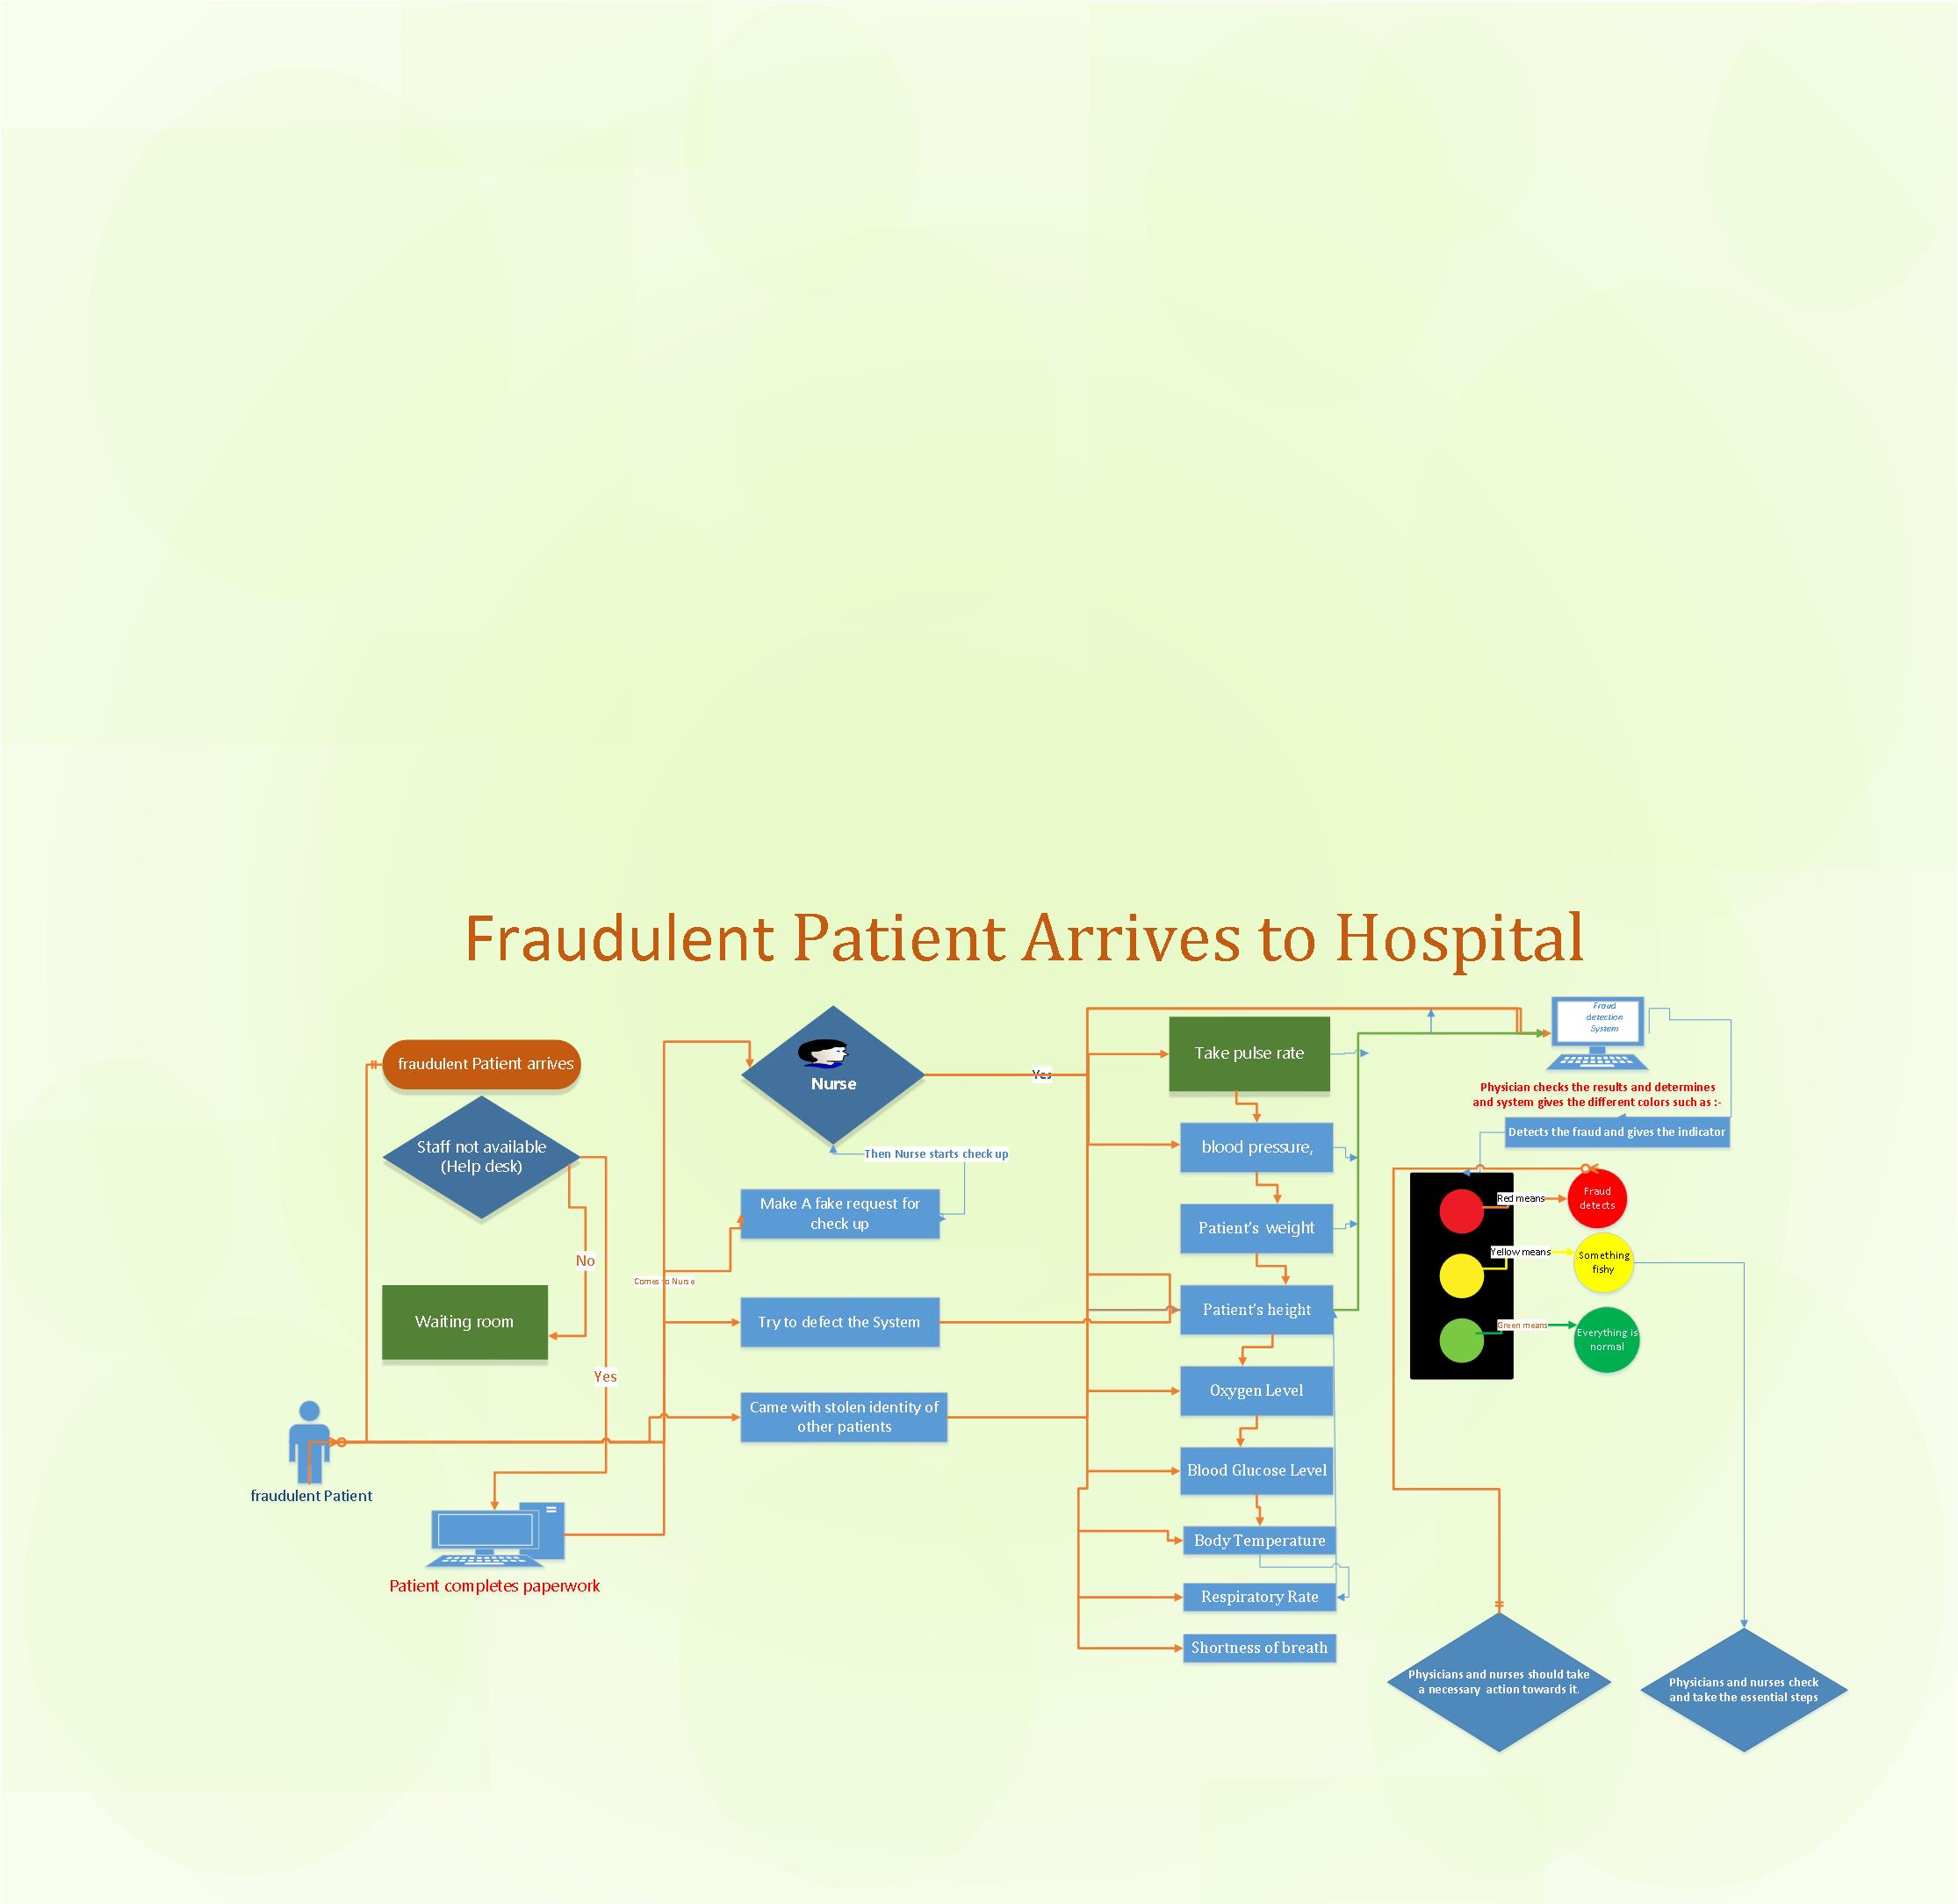 Fraudulent Patient Arrives to Hospital
fraudulent Patient arrives
Staff not available
(Help desk)
No
Waiting room
Yes
fraudulent Patient
Patient completes paperwork
Comes to Nurse
Nurse
Yes
Then Nurse starts check up
Make A fake request for
check up
Try to defect the System
Came with stolen identity of
other patients
Take pulse rate
blood pressure,
Patient's weight
Patient's height
Oxygen Level
Blood Glucose Level
Body Temperature
Respiratory Rate
Shortness of breath
Fraud
detection
System
Physician checks the results and determines
and system gives the different colors such as :-
Detects the fraud and gives the indicator
Red means
Fraud
detects
Yellow means
Something
fishy
Green means
Everything is
normal
Physicians and nurses should take
a necessary action towards it.
Physicians and nurses check
and take the essential steps